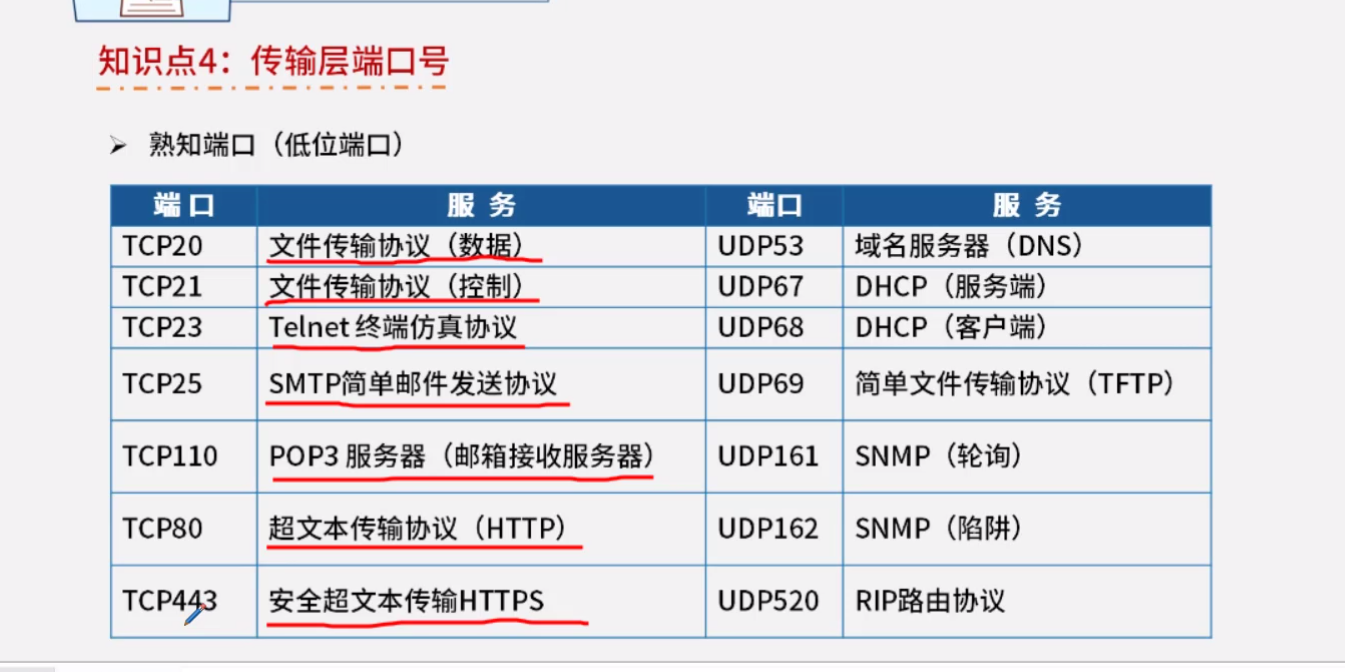 知识点4：传输层端口号
熟知端口（低位端口）
端 口 服 务 端口 服 务
TCP20 文件传输协议（数据） UDP53 域名服务器（DNS）
TCP21 文件传输协议（控制） UDP67 DHCP（服务端）
TCP23 Telnet 终端仿真协议 UDP68 DHCP（客户端）
TCP25 SMTP简单邮件发送协议 UDP69 简单文件传输协议（TFTP）
TCP110 POP3 服务器（邮箱接收服务器） UDP161 SNMP（轮询）
TCP80 超文本传输协议（HTTP） UDP162 SNMP（陷阱）
TCP443 安全超文本传输HTTPS UDP520 RIP路由协议